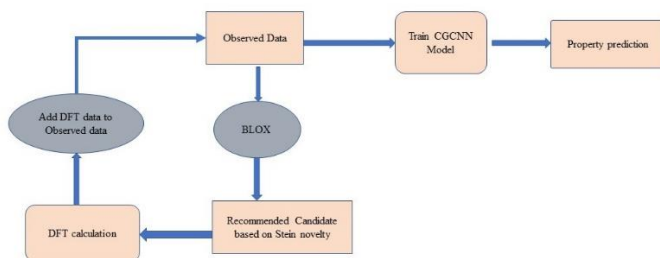 Observed Data
Train CGCNN
Model
Property prediction
Add DFT data to
Observed data
BLOX
DFT calculation
Recommended Candidate
based on Stein novelty